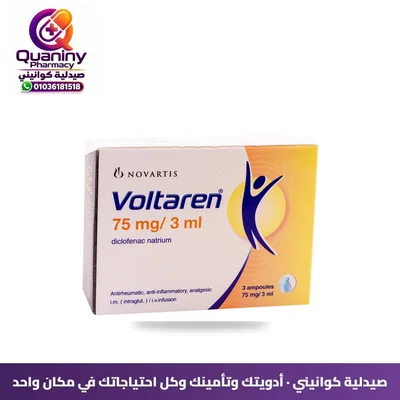 Quaniny
Pharmacy
صيدلية كوانيني
01036181518
NOVARTIS
Voltaren®
75 mg/ 3 ml
diclofenac natrium
Antirheumatic, anti-inflammatory, analgesic
i.m. ( intraglut. ) / i.v.infusion
3 ampoules
75 mg/ 3 ml
صيدلية كوانيني - أدويتك وتأمينك وكل احتياجاتك في مكان واحد